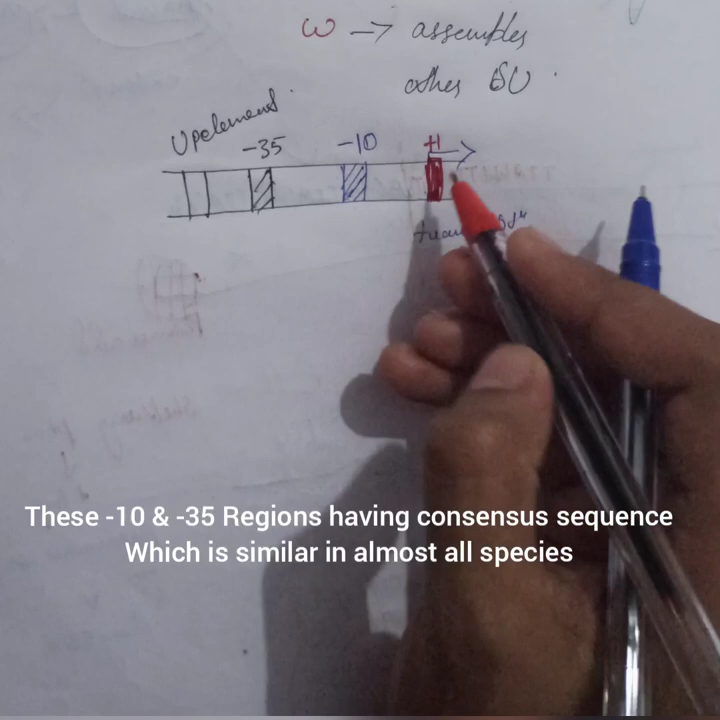 ω → assembles
other SU.
Upelement
-35 -10 +1
These -10 & -35 Regions having consensus sequence
Which is similar in almost all species